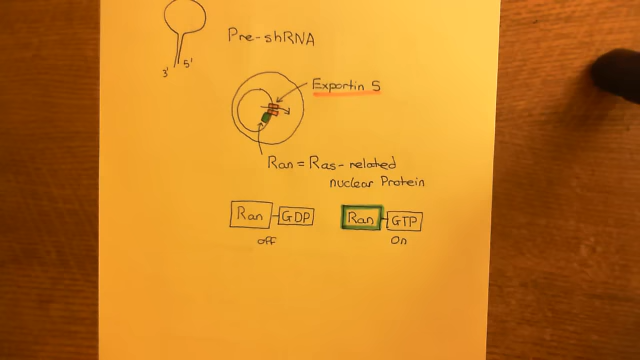 Pre-shRNA
3' 5'
Exportin 5
Ran = Ras-related
nuclear Protein
Ran GDP Ran GTP
off On